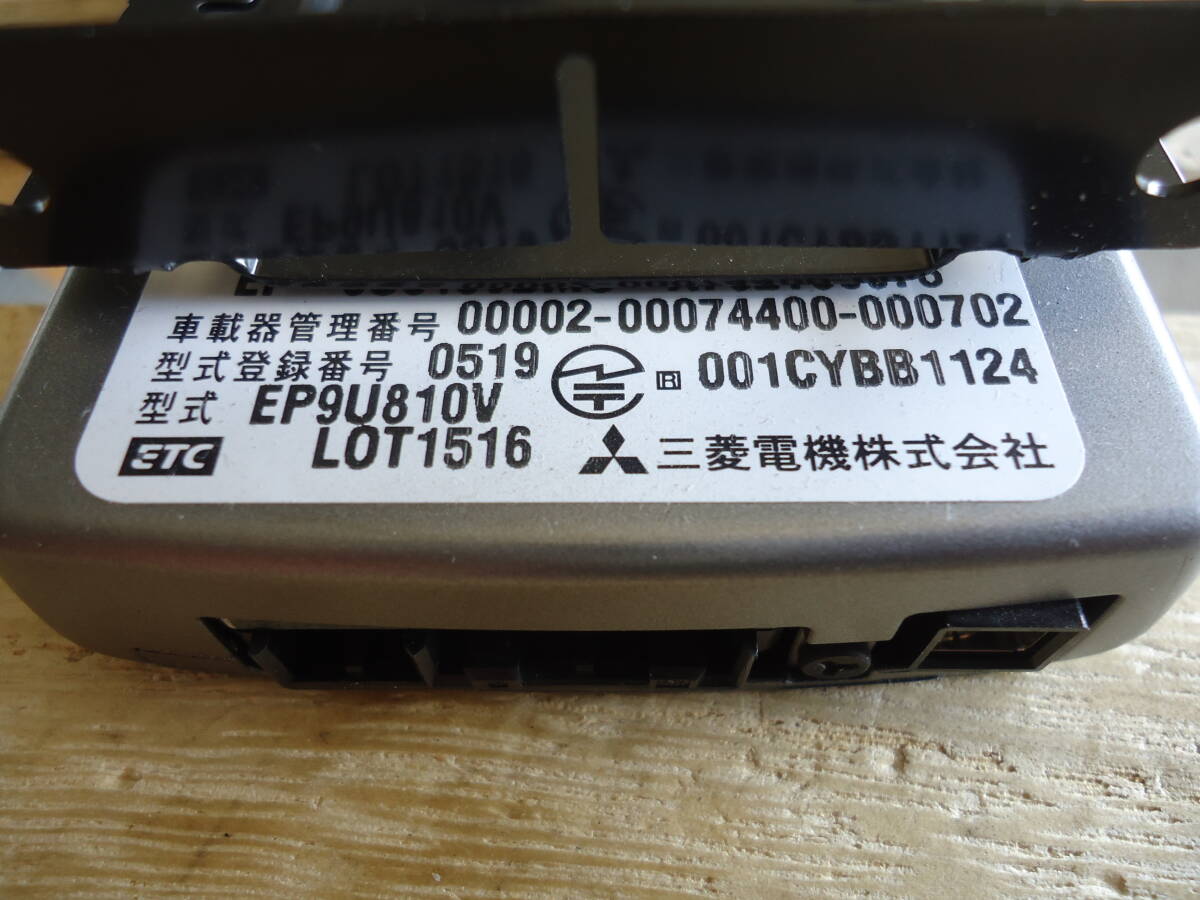 車載器管理番号 00002-00074400-000702
型式登録番号 0519 R 001CYBB1124
型式 EP9U810V
ETC LOT1516 三菱電機株式会社